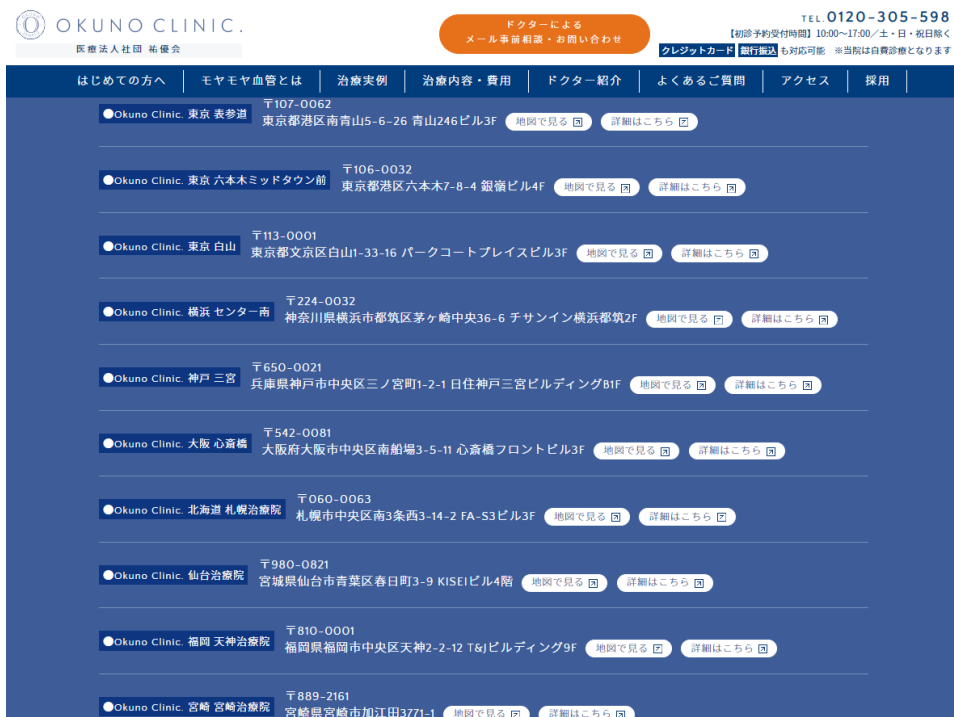 OKUNO CLINIC.
医療法人社団 祐優会
ドクターによる
メール事前相談・お問い合わせ
TEL.0120-305-598
【初診予約受付時間】10:00〜17:00／土・日・祝日除く
クレジットカード 銀行振込 も対応可能 ※当院は自費診療となります
はじめての方へ モヤモヤ血管とは 治療実例 治療内容・費用 ドクター紹介 よくあるご質問 アクセス 採用
●Okuno Clinic. 東京 表参道
〒107-0062
東京都港区南青山5-6-26 青山246ビル3F 地図で見る 詳細はこちら
●Okuno Clinic. 東京 六本木ミッドタウン前
〒106-0032
東京都港区六本木7-8-4 銀嶺ビル4F 地図で見る 詳細はこちら
●Okuno Clinic. 東京 白山
〒113-0001
東京都文京区白山1-33-16 パークコートプレイスビル3F 地図で見る 詳細はこちら
●Okuno Clinic. 横浜 センター南
〒224-0032
神奈川県横浜市都筑区茅ヶ崎中央36-6 チサンイン横浜都筑2F 地図で見る 詳細はこちら
●Okuno Clinic. 神戸 三宮
〒650-0021
兵庫県神戸市中央区三ノ宮町1-2-1 日住神戸三宮ビルディングB1F 地図で見る 詳細はこちら
●Okuno Clinic. 大阪 心斎橋
〒542-0081
大阪府大阪市中央区南船場3-5-11 心斎橋フロントビル3F 地図で見る 詳細はこちら
●Okuno Clinic. 北海道 札幌治療院
〒060-0063
札幌市中央区南3条西3-14-2 FA-S3ビル3F 地図で見る 詳細はこちら
●Okuno Clinic. 仙台治療院
〒980-0821
宮城県仙台市青葉区春日町3-9 KISEIビル4階 地図で見る 詳細はこちら
●Okuno Clinic. 福岡 天神治療院
〒810-0001
福岡県福岡市中央区天神2-2-12 T&Jビルディング9F 地図で見る 詳細はこちら
●Okuno Clinic. 宮崎 宮崎治療院
〒889-2161
宮崎県宮崎市加江田3771-1 地図で見る 詳細はこちら